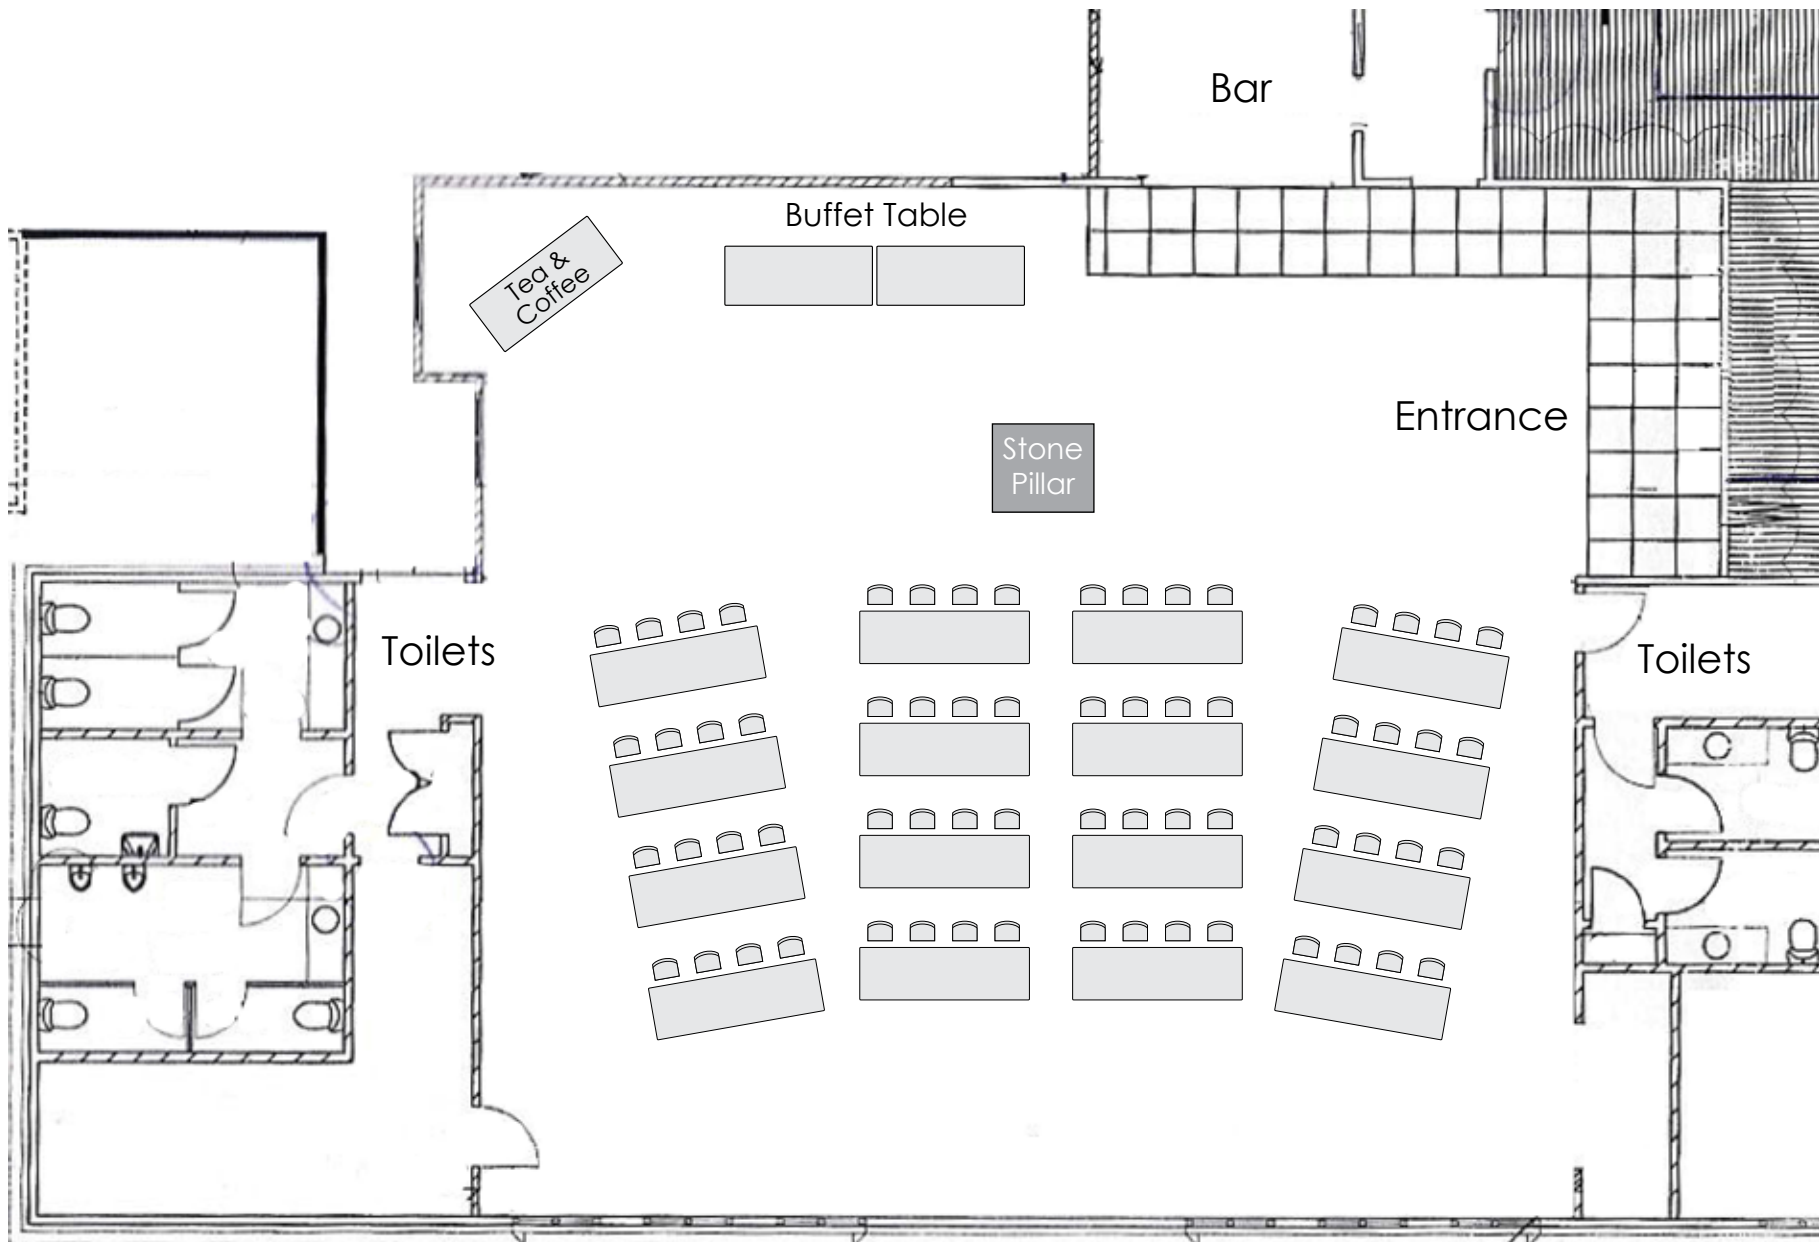 Bar
Buffet Table
Tea &
Coffee
Entrance
Stone
Pillar
Toilets
Toilets